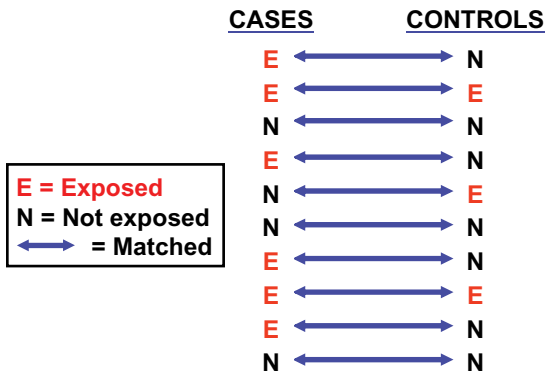 CASES CONTROLS
E N
E E
N N
E N
N E
N N
E N
E E
E N
N N
E = Exposed
N = Not exposed
= Matched